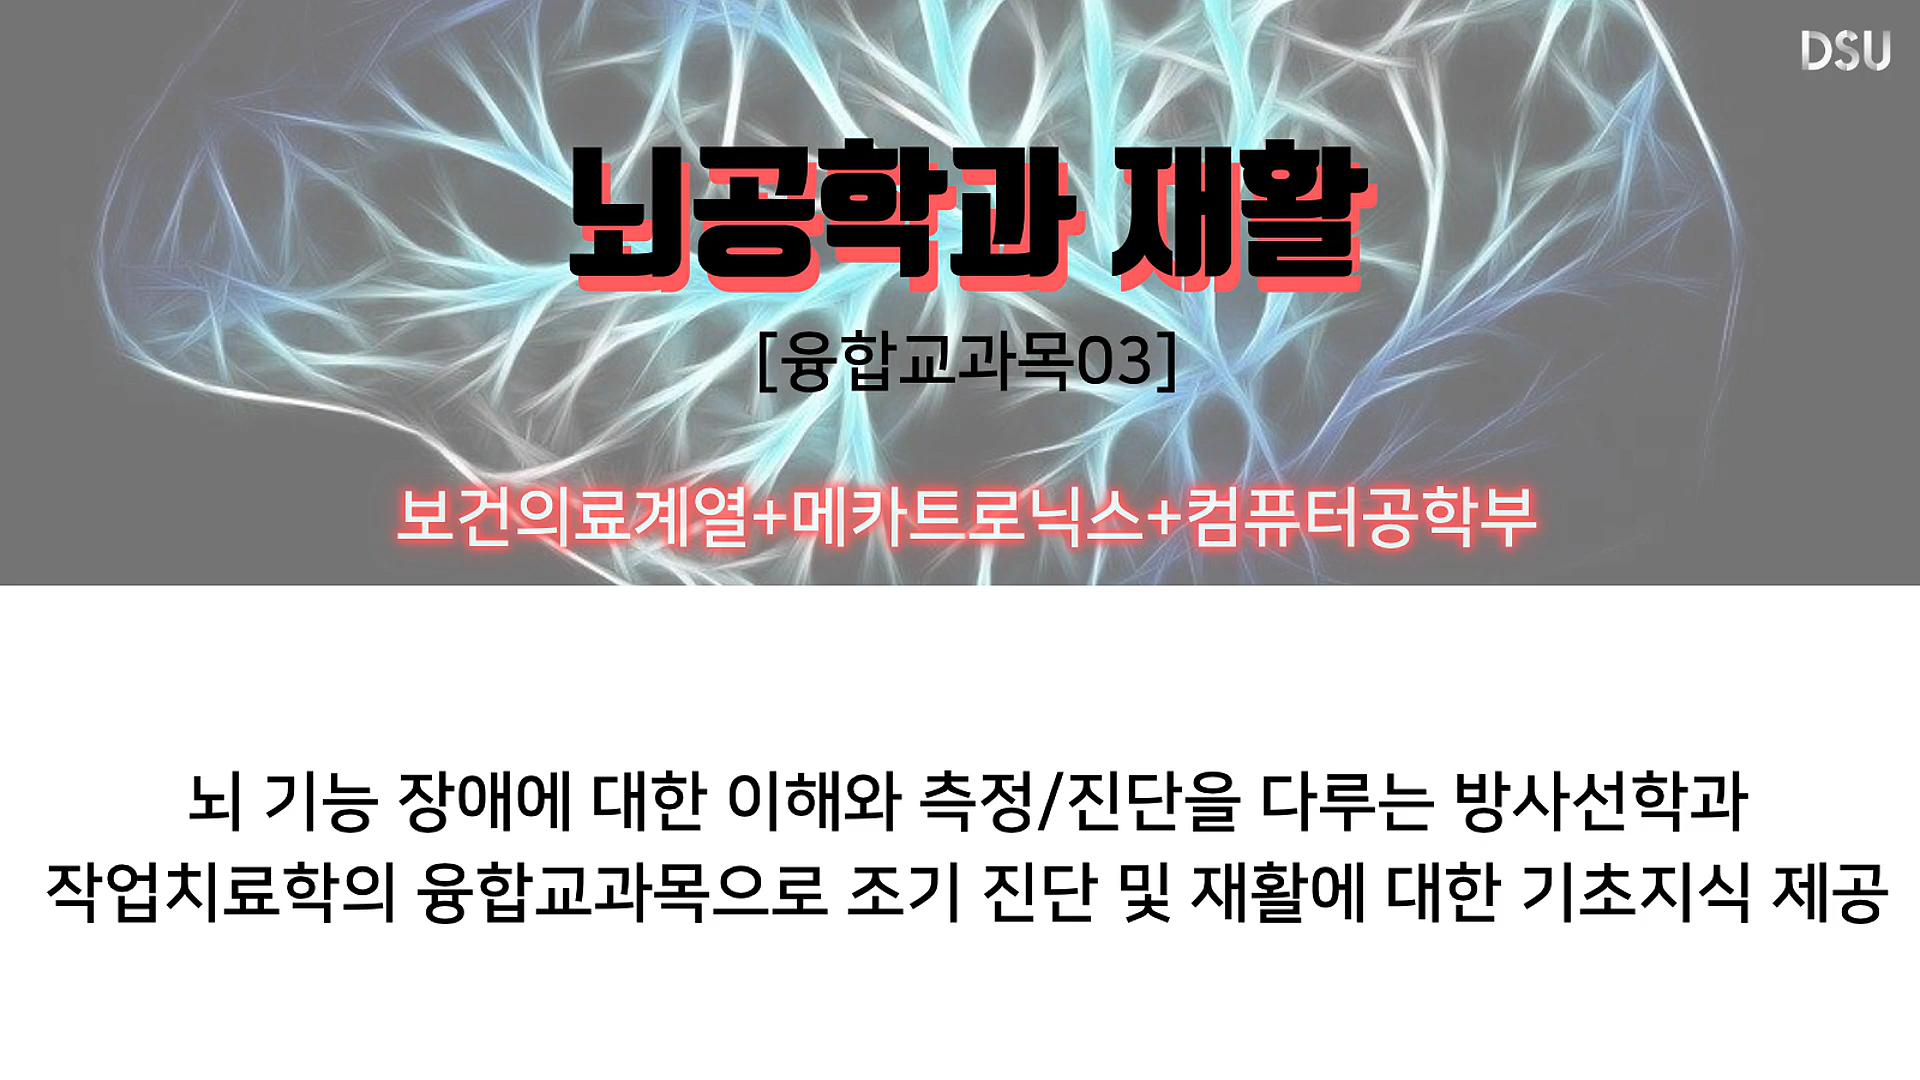 DSU
뇌공학과 재활
[융합교과목03]
보건의료계열+메카트로닉스+컴퓨터공학부
뇌 기능 장애에 대한 이해와 측정/진단을 다루는 방사선학과
작업치료학의 융합교과목으로 조기 진단 및 재활에 대한 기초지식 제공